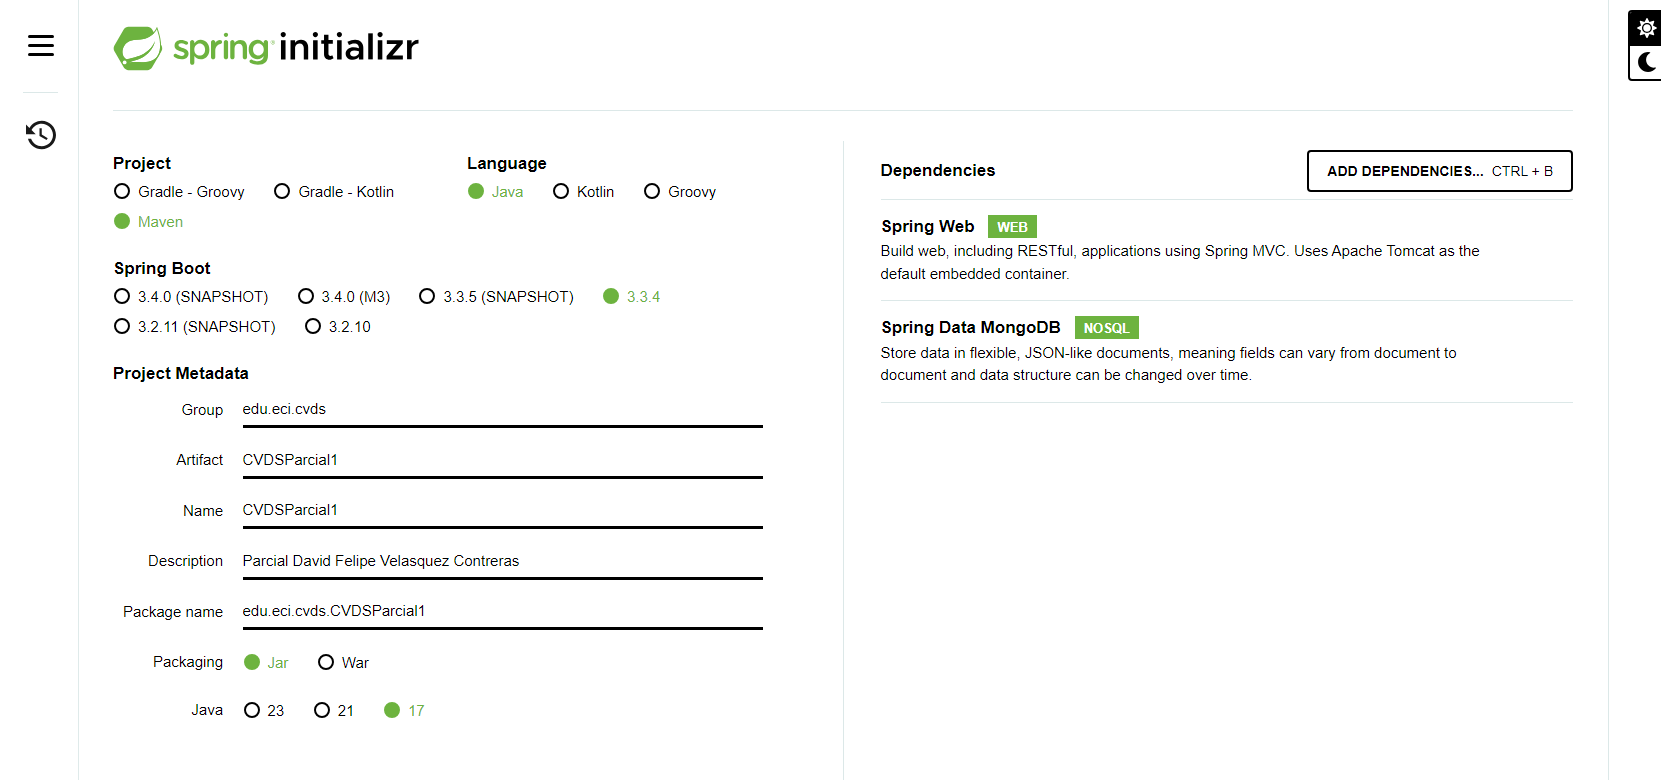 spring initializr
Project
Gradle - Groovy Gradle - Kotlin
Maven
Language
Java Kotlin Groovy
Spring Boot
3.4.0 (SNAPSHOT) 3.4.0 (M3) 3.3.5 (SNAPSHOT) 3.3.4
3.2.11 (SNAPSHOT) 3.2.10
Project Metadata
Group edu.eci.cvds
Artifact CVDSParcial1
Name CVDSParcial1
Description Parcial David Felipe Velasquez Contreras
Package name edu.eci.cvds.CVDSParcial1
Packaging Jar War
Java 23 21 17
Dependencies ADD DEPENDENCIES... CTRL + B
Spring Web WEB
Build web, including RESTful, applications using Spring MVC. Uses Apache Tomcat as the
default embedded container.
Spring Data MongoDB NOSQL
Store data in flexible, JSON-like documents, meaning fields can vary from document to
document and data structure can be changed over time.